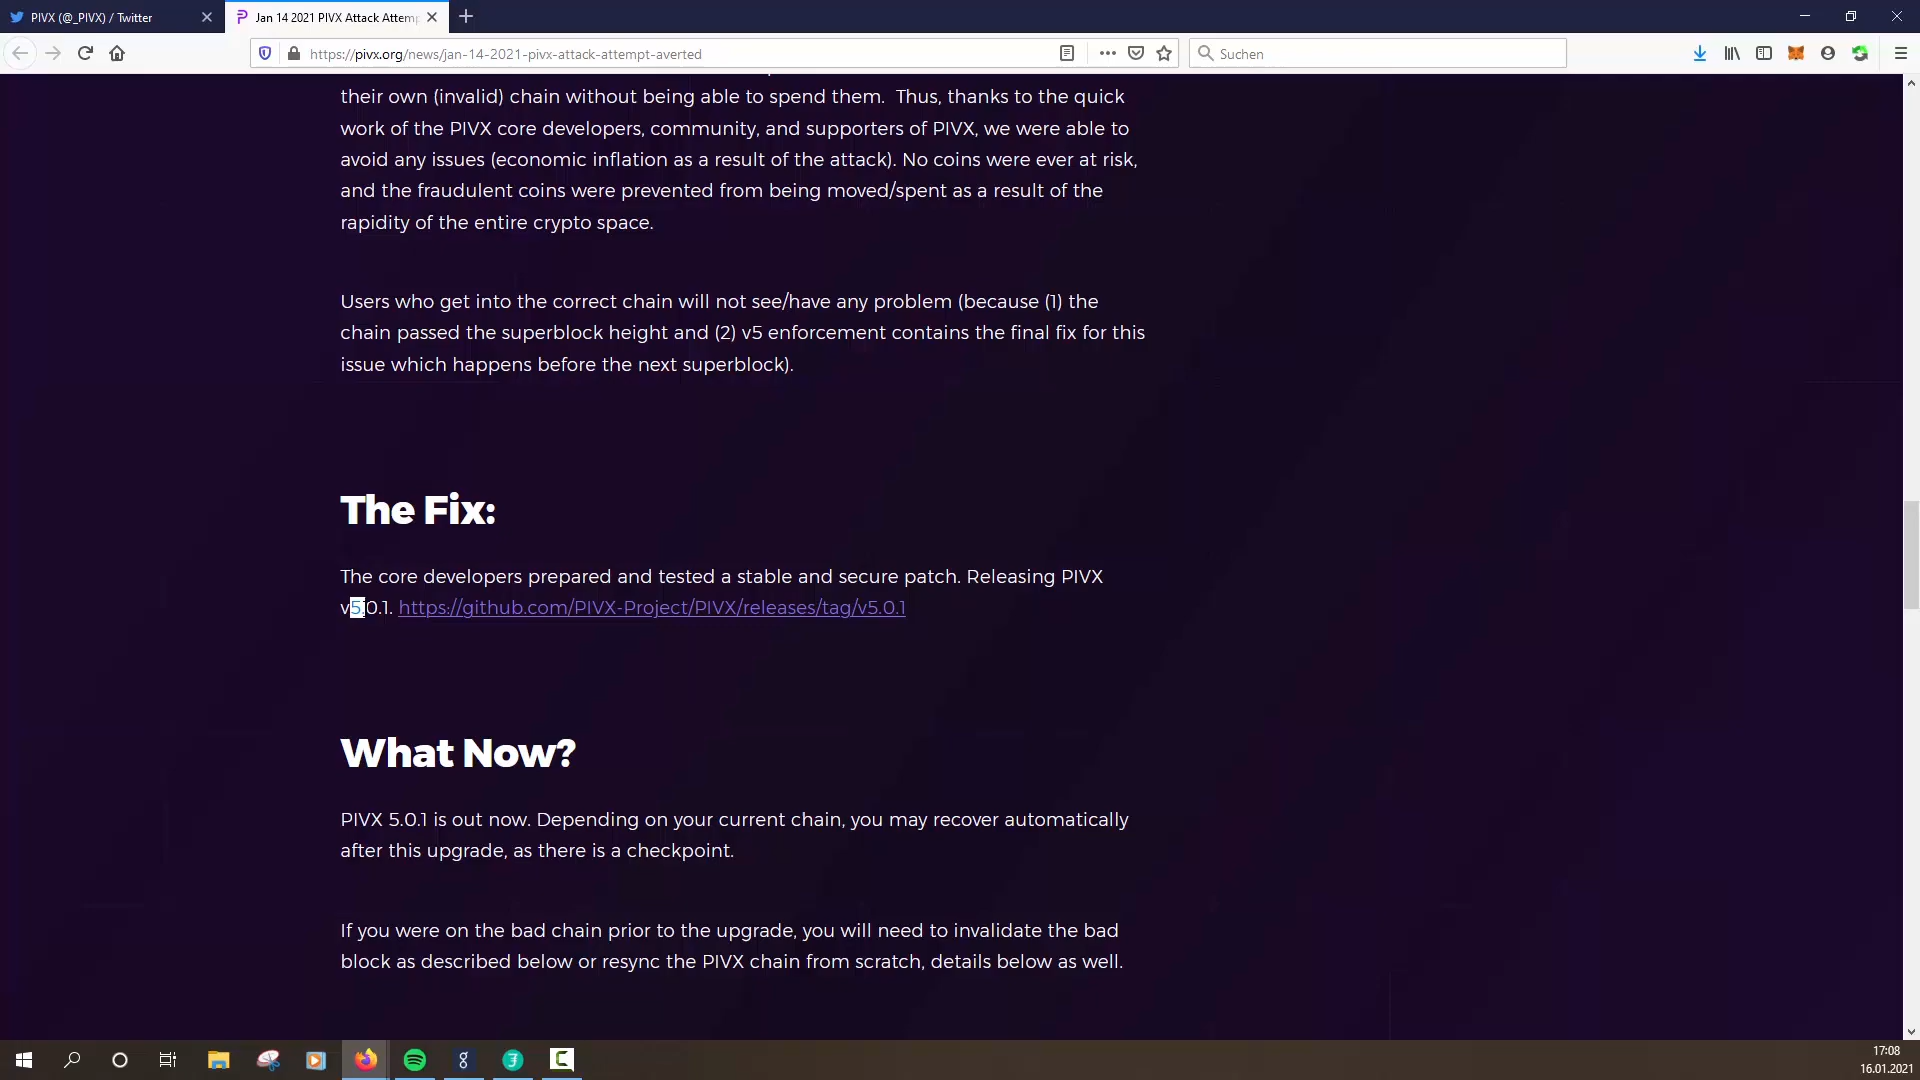 PIVX (@_PIVX) / Twitter
Jan 14 2021 PIVX Attack Attemp
https://pivx.org/news/jan-14-2021-pivx-attack-attempt-averted
Suchen
their own (invalid) chain without being able to spend them. Thus, thanks to the quick
work of the PIVX core developers, community, and supporters of PIVX, we were able to
avoid any issues (economic inflation as a result of the attack). No coins were ever at risk,
and the fraudulent coins were prevented from being moved/spent as a result of the
rapidity of the entire crypto space.
Users who get into the correct chain will not see/have any problem (because (1) the
chain passed the superblock height and (2) v5 enforcement contains the final fix for this
issue which happens before the next superblock).
The Fix:
The core developers prepared and tested a stable and secure patch. Releasing PIVX
v5.0.1. https://github.com/PIVX-Project/PIVX/releases/tag/v5.0.1
What Now?
PIVX 5.0.1 is out now. Depending on your current chain, you may recover automatically
after this upgrade, as there is a checkpoint.
If you were on the bad chain prior to the upgrade, you will need to invalidate the bad
block as described below or resync the PIVX chain from scratch, details below as well.
17:08
16.01.2021